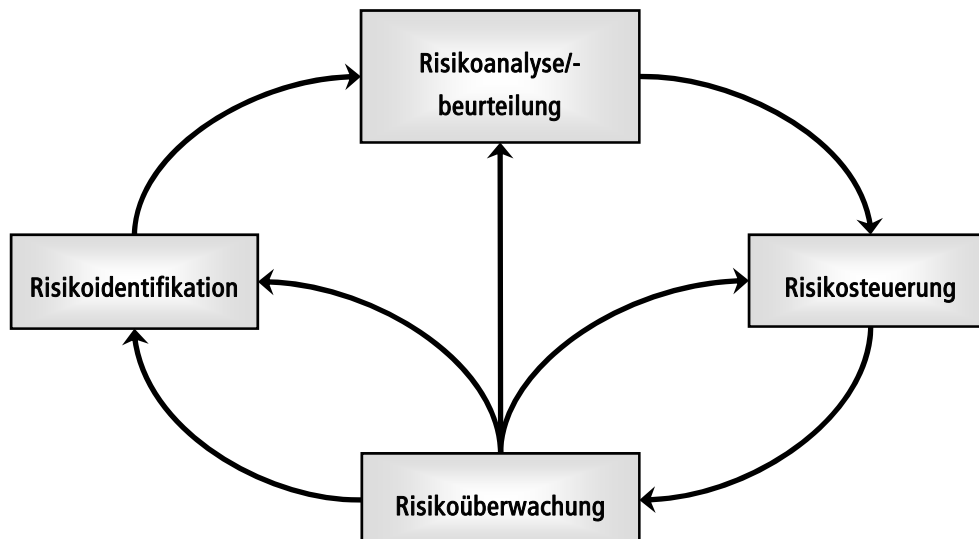 Risikoanalyse/-
beurteilung
Risikoidentifikation
Risikosteuerung
Risikoüberwachung